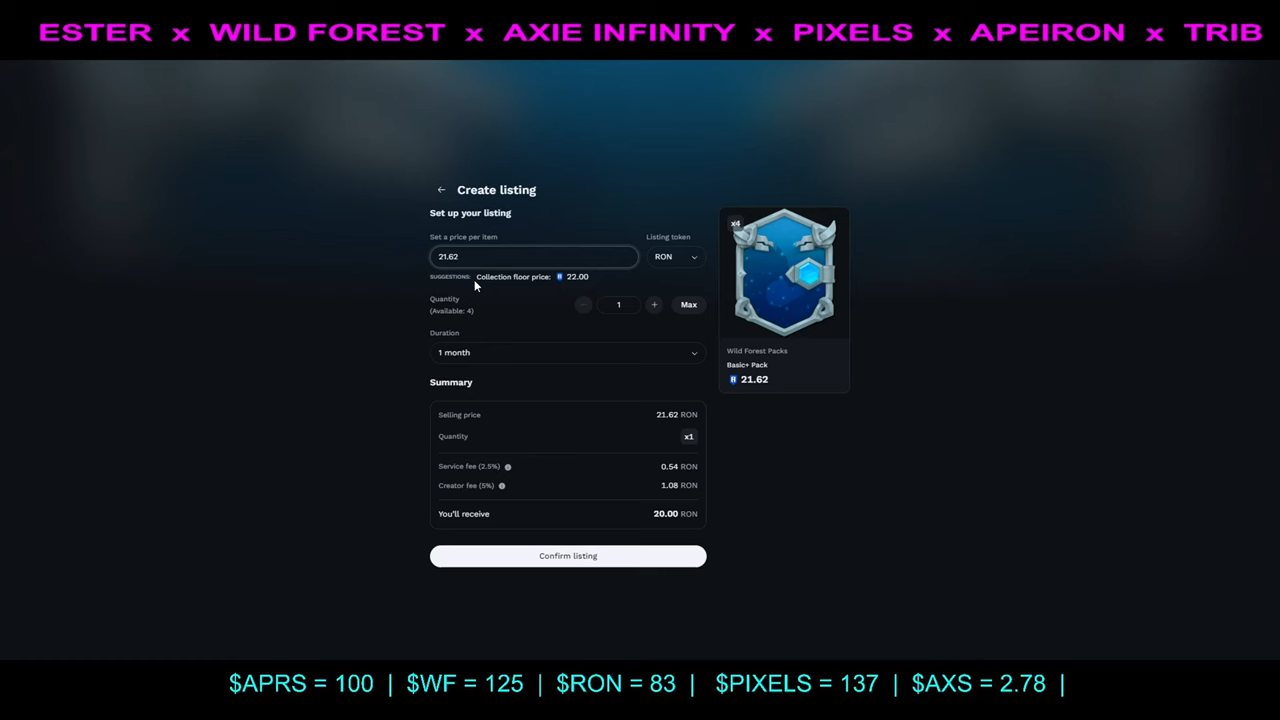 ESTER x WILD FOREST x AXIE INFINITY x PIXELS x APEIRON x TRIB
Create listing
Set up your listing
Set a price per item
Listing token
21.62
RON
SUGGESTIONS: Collection floor price: 22.00
Quantity
(Available: 4)
1
Max
Duration
1 month
Summary
Selling price 21.62 RON
Quantity x1
Service fee (2.5%) 0.54 RON
Creator fee (5%) 1.08 RON
You'll receive 20.00 RON
Confirm listing
x4
Wild Forest Packs
Basic+ Pack
21.62
$APRS = 100 | $WF = 125 | $RON = 83 | $PIXELS = 137 | $AXS = 2.78 |